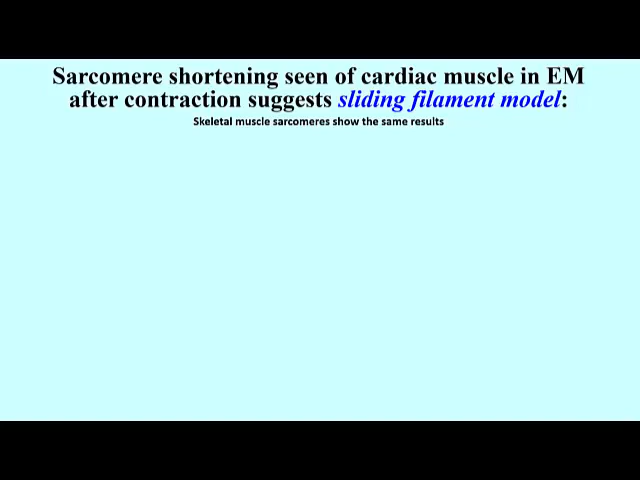 Sarcomere shortening seen of cardiac muscle in EM
after contraction suggests sliding filament model:
Skeletal muscle sarcomeres show the same results